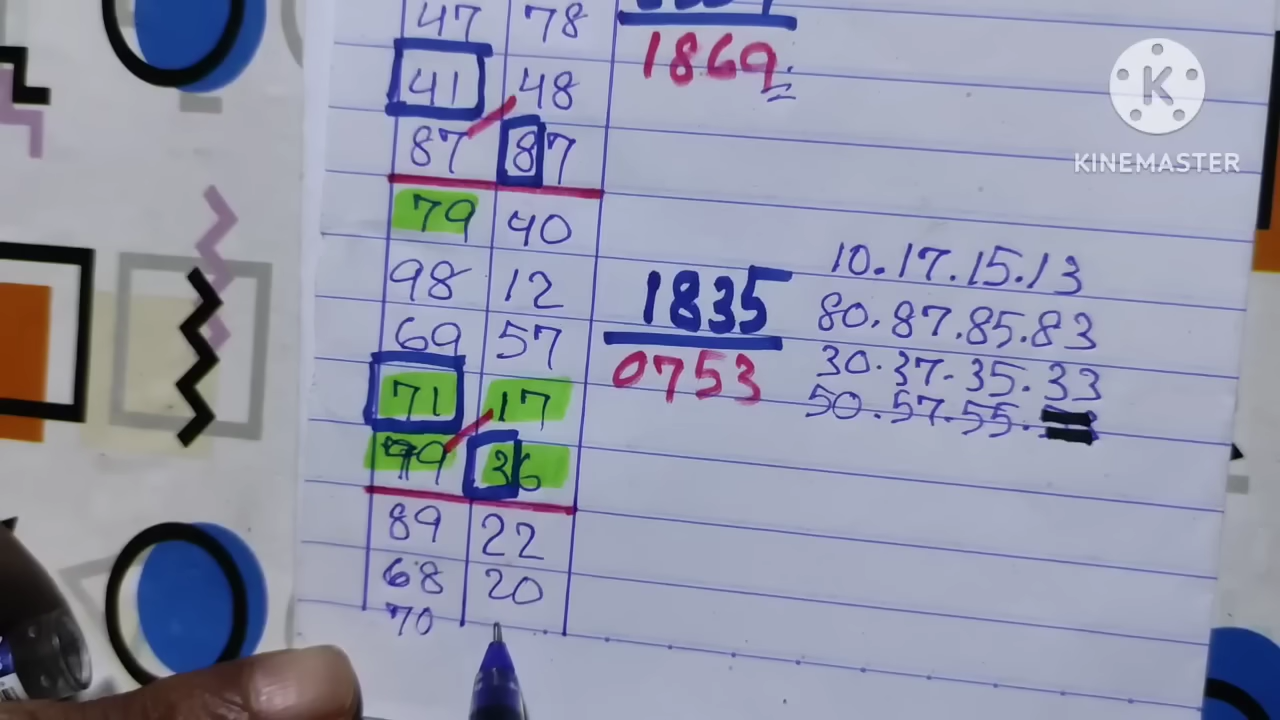 47 78
1869
41 48
87 87
79 40
98 12
69 57
71 17
99 36
89 22
68 20
70
1835
0753
10. 17. 15. 13
80. 87. 85. 83
30. 37. 35. 33
50. 57. 55.
K
KINEMASTER